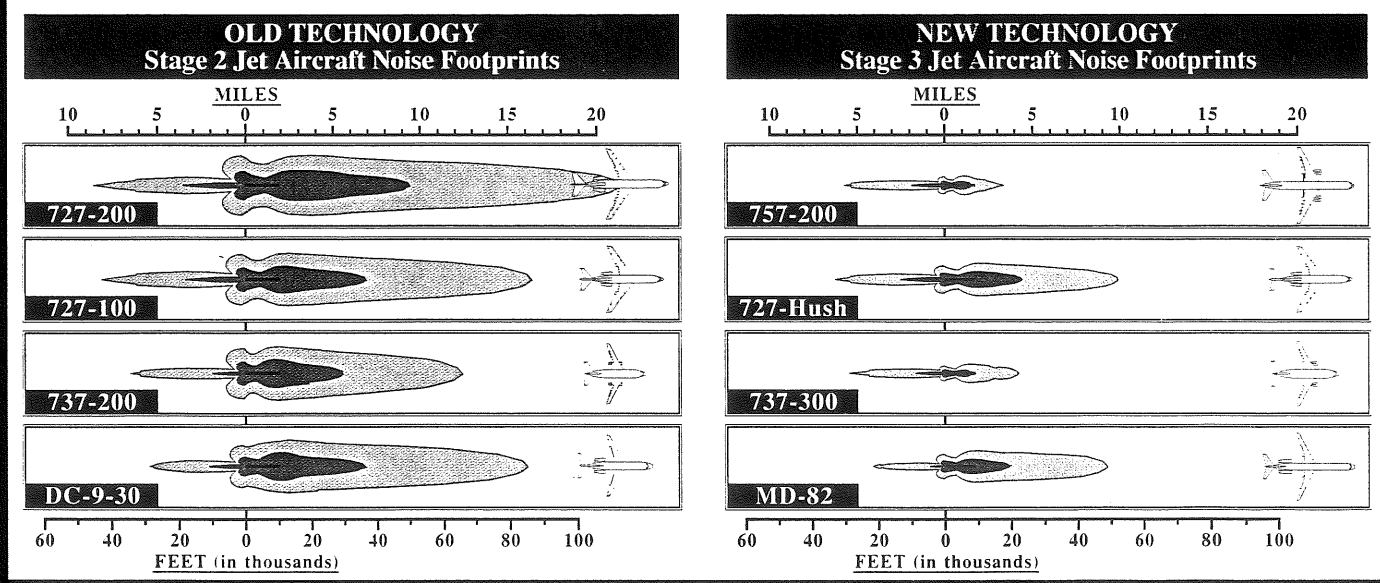 OLD TECHNOLOGY
Stage 2 Jet Aircraft Noise Footprints
MILES
10 5 0 5 10 15 20
727-200
727-100
737-200
DC-9-30
60 40 20 0 20 40 60 80 100
FEET (in thousands)
NEW TECHNOLOGY
Stage 3 Jet Aircraft Noise Footprints
MILES
10 5 0 5 10 15 20
757-200
727-Hush
737-300
MD-82
60 40 20 0 20 40 60 80 100
FEET (in thousands)